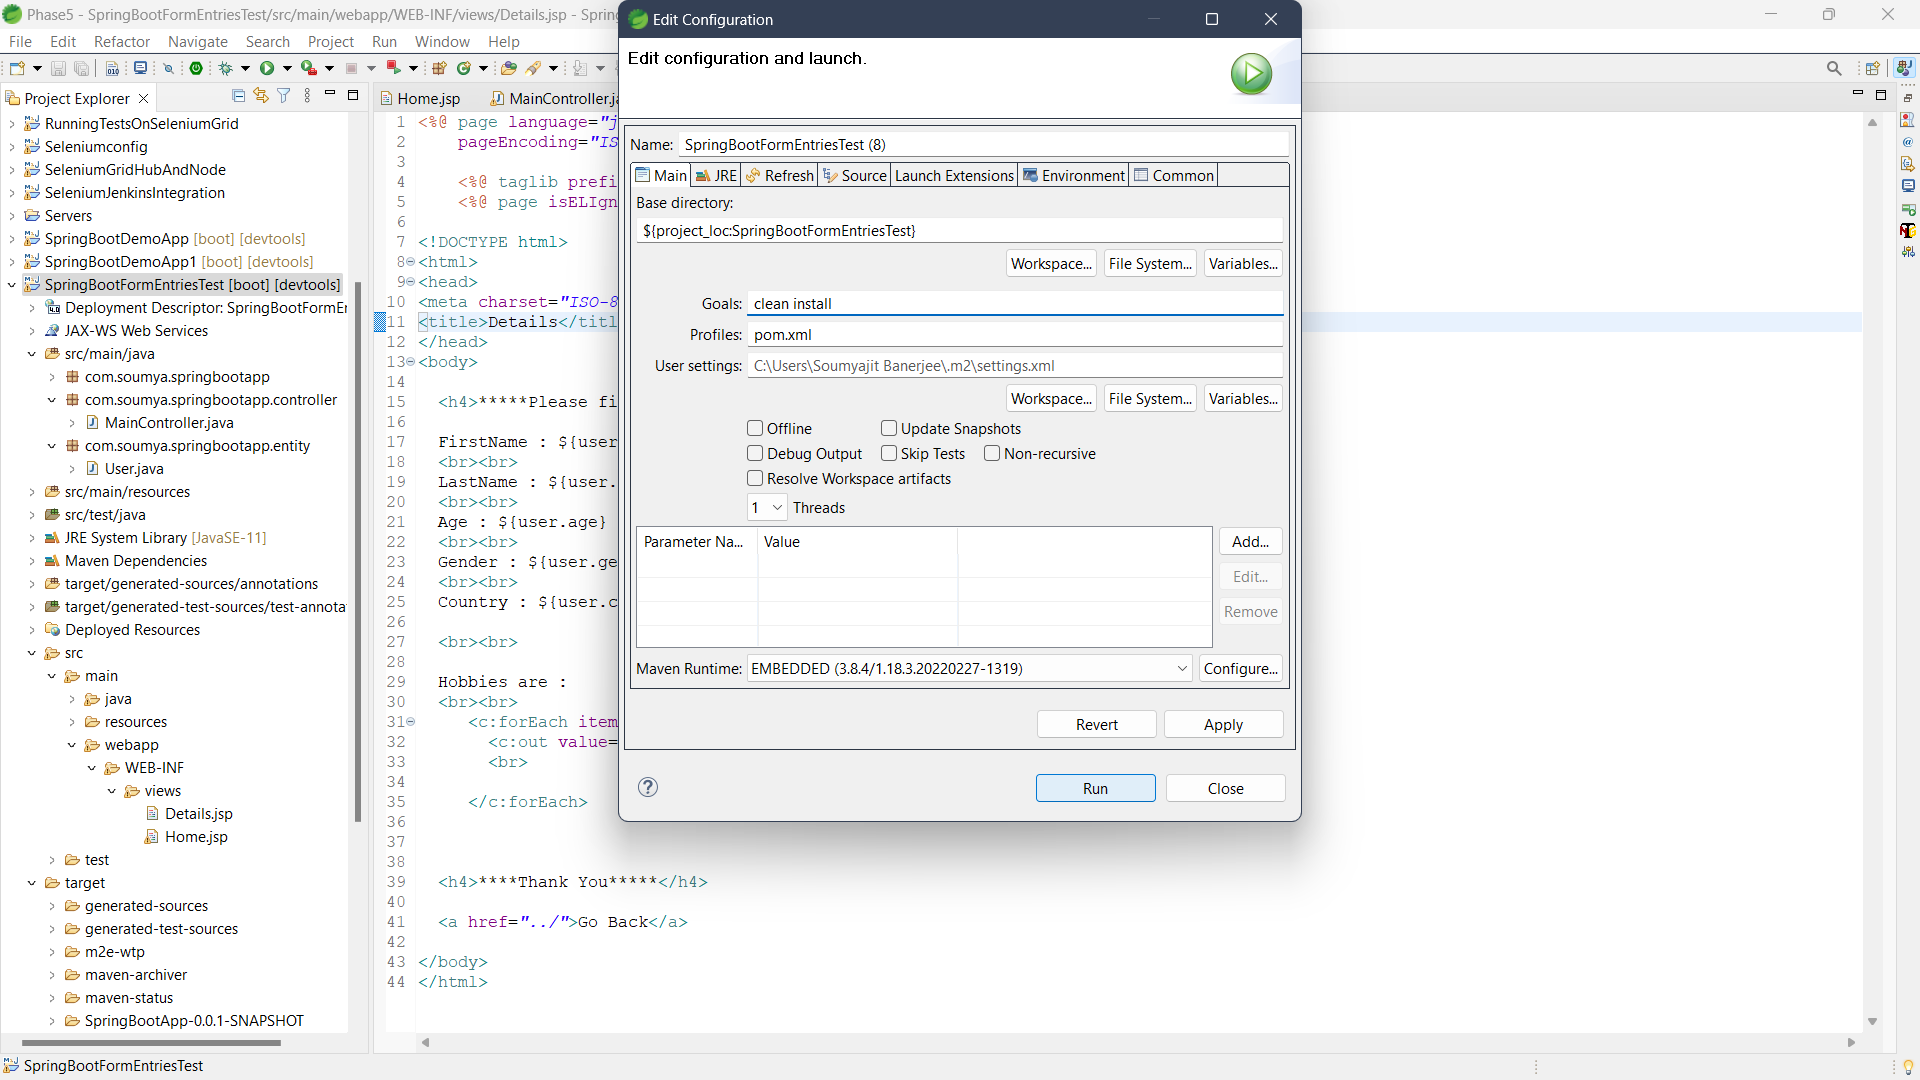 Phase5 - SpringBootFormEntriesTest/src/main/webapp/WEB-INF/views/Details.jsp - Spring
File Edit Refactor Navigate Search Project Run Window Help
Project Explorer
RunningTestsOnSeleniumGrid
Seleniumconfig
SeleniumGridHubAndNode
SeleniumJenkinsIntegration
Servers
SpringBootDemoApp [boot] [devtools]
SpringBootDemoApp1 [boot] [devtools]
SpringBootFormEntriesTest [boot] [devtools]
Deployment Descriptor: SpringBootFormEr
JAX-WS Web Services
src/main/java
com.soumya.springbootapp
com.soumya.springbootapp.controller
MainController.java
com.soumya.springbootapp.entity
User.java
src/main/resources
src/test/java
JRE System Library [JavaSE-11]
Maven Dependencies
target/generated-sources/annotations
target/generated-test-sources/test-annota
Deployed Resources
src
main
java
resources
webapp
WEB-INF
views
Details.jsp
Home.jsp
test
target
generated-sources
generated-test-sources
m2e-wtp
maven-archiver
maven-status
SpringBootApp-0.0.1-SNAPSHOT
Home.jsp MainController.ja
1 <%@ page language="j
2 pageEncoding="IS
3
4 <%@ taglib prefi
5 <%@ page isELIgn
6
7 <!DOCTYPE html>
8 <html>
9 <head>
10 <meta charset="ISO-8
11 <title>Details</titl
12 </head>
13 <body>
14
15 <h4>*****Please fi
16
17 FirstName : ${user
18 <br><br>
19 LastName : ${user.
20 <br><br>
21 Age : ${user.age}
22 <br><br>
23 Gender : ${user.ge
24 <br><br>
25 Country : ${user.c
26
27 <br><br>
28
29 Hobbies are :
30 <br><br>
31 <c:forEach item
32 <c:out value=
33 <br>
34
35 </c:forEach>
36
37
38
39 <h4>****Thank You*****</h4>
40
41 <a href="../">Go Back</a>
42
43 </body>
44 </html>
Edit Configuration
Edit configuration and launch.
Name: SpringBootFormEntriesTest (8)
Main JRE Refresh Source Launch Extensions Environment Common
Base directory:
${project_loc:SpringBootFormEntriesTest}
Workspace... File System... Variables...
Goals: clean install
Profiles: pom.xml
User settings: C:\Users\Soumyajit Banerjee\.m2\settings.xml
Workspace... File System... Variables...
Offline Update Snapshots
Debug Output Skip Tests Non-recursive
Resolve Workspace artifacts
1 Threads
Parameter Na... Value
Add...
Edit...
Remove
Maven Runtime: EMBEDDED (3.8.4/1.18.3.20220227-1319) Configure...
Revert Apply
Run Close
SpringBootFormEntriesTest